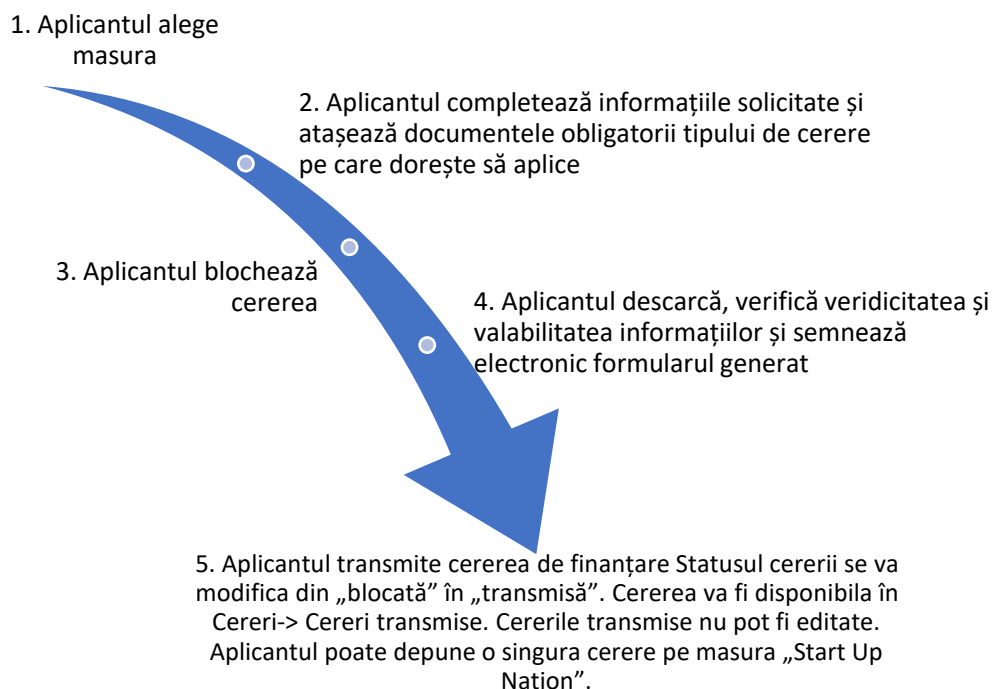 1. Aplicantul alege
masura
2. Aplicantul completează informațiile solicitate și
atașează documentele obligatorii tipului de cerere
pe care dorește să aplice
3. Aplicantul blochează
cererea
4. Aplicantul descarcă, verifică veridicitatea și
valabilitatea informațiilor și semnează
electronic formularul generat
5. Aplicantul transmite cererea de finanțare Statusul cererii se va
modifica din „blocată” în „transmisă”. Cererea va fi disponibila în
Cereri-> Cereri transmise. Cererile transmise nu pot fi editate.
Aplicantul poate depune o singura cerere pe masura „Start Up
Nation”.